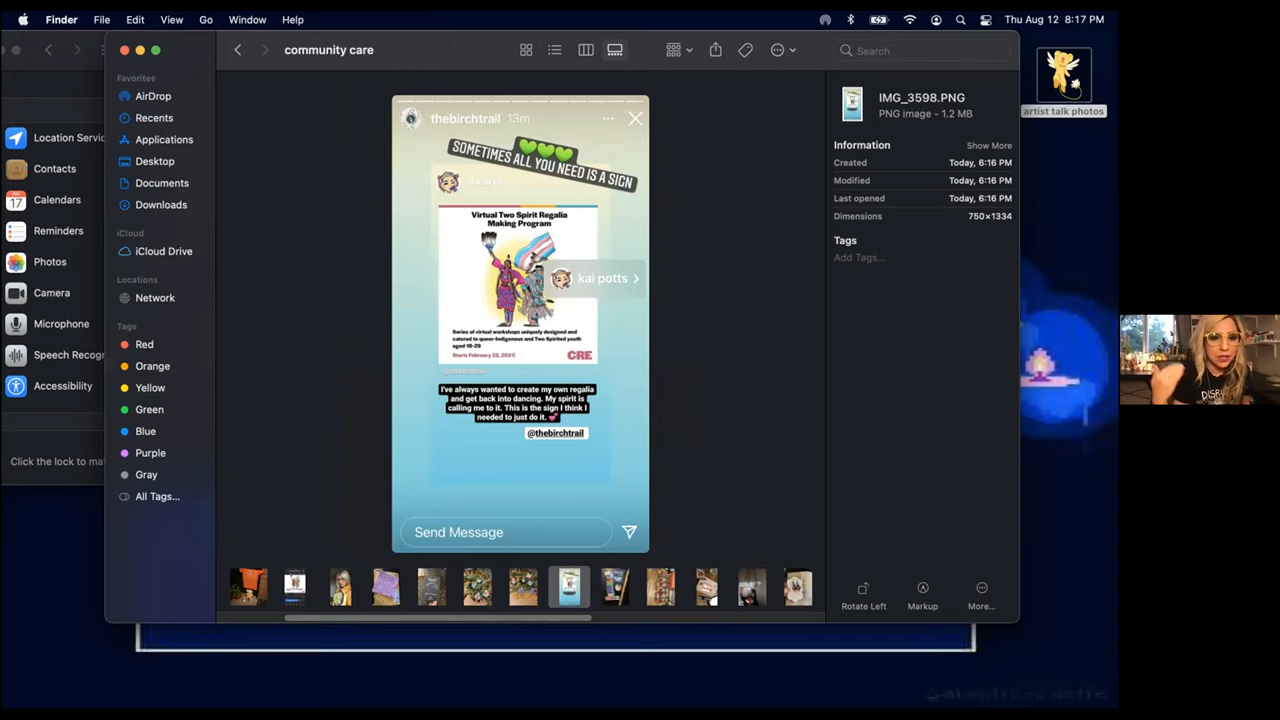 Finder File Edit View Go Window Help
Thu Aug 12 8:17 PM
community care
Search
Location Servic
Contacts
17
Calendars
Reminders
Photos
Camera
Microphone
Speech Recog
Accessibility
Click the lock to ma
Favorites
AirDrop
Recents
Applications
Desktop
Documents
Downloads
iCloud
iCloud Drive
Locations
Network
Tags
Red
Orange
Yellow
Green
Blue
Purple
Gray
All Tags...
thebirchtrail 13m
SOMETIMES ALL YOU NEED IS A SIGN
Virtual Two Spirit Regalia
Making Program
kai potts
Series of virtual workshops uniquely designed and
catered to queer-Indigenous and Two Spirited youth
aged 18-29
Starts February 22, 2021
CRE
I've always wanted to create my own regalia
and get back into dancing. My spirit is
calling me to it. This is the sign I think I
needed to just do it.
@thebirchtrail
Send Message
IMG_3598.PNG
PNG image - 1.2 MB
Information
Show More
Created Today, 6:16 PM
Modified Today, 6:16 PM
Last opened Today, 6:16 PM
Dimensions 750×1334
Tags
Add Tags...
Rotate Left
Markup
More...
artist talk photos